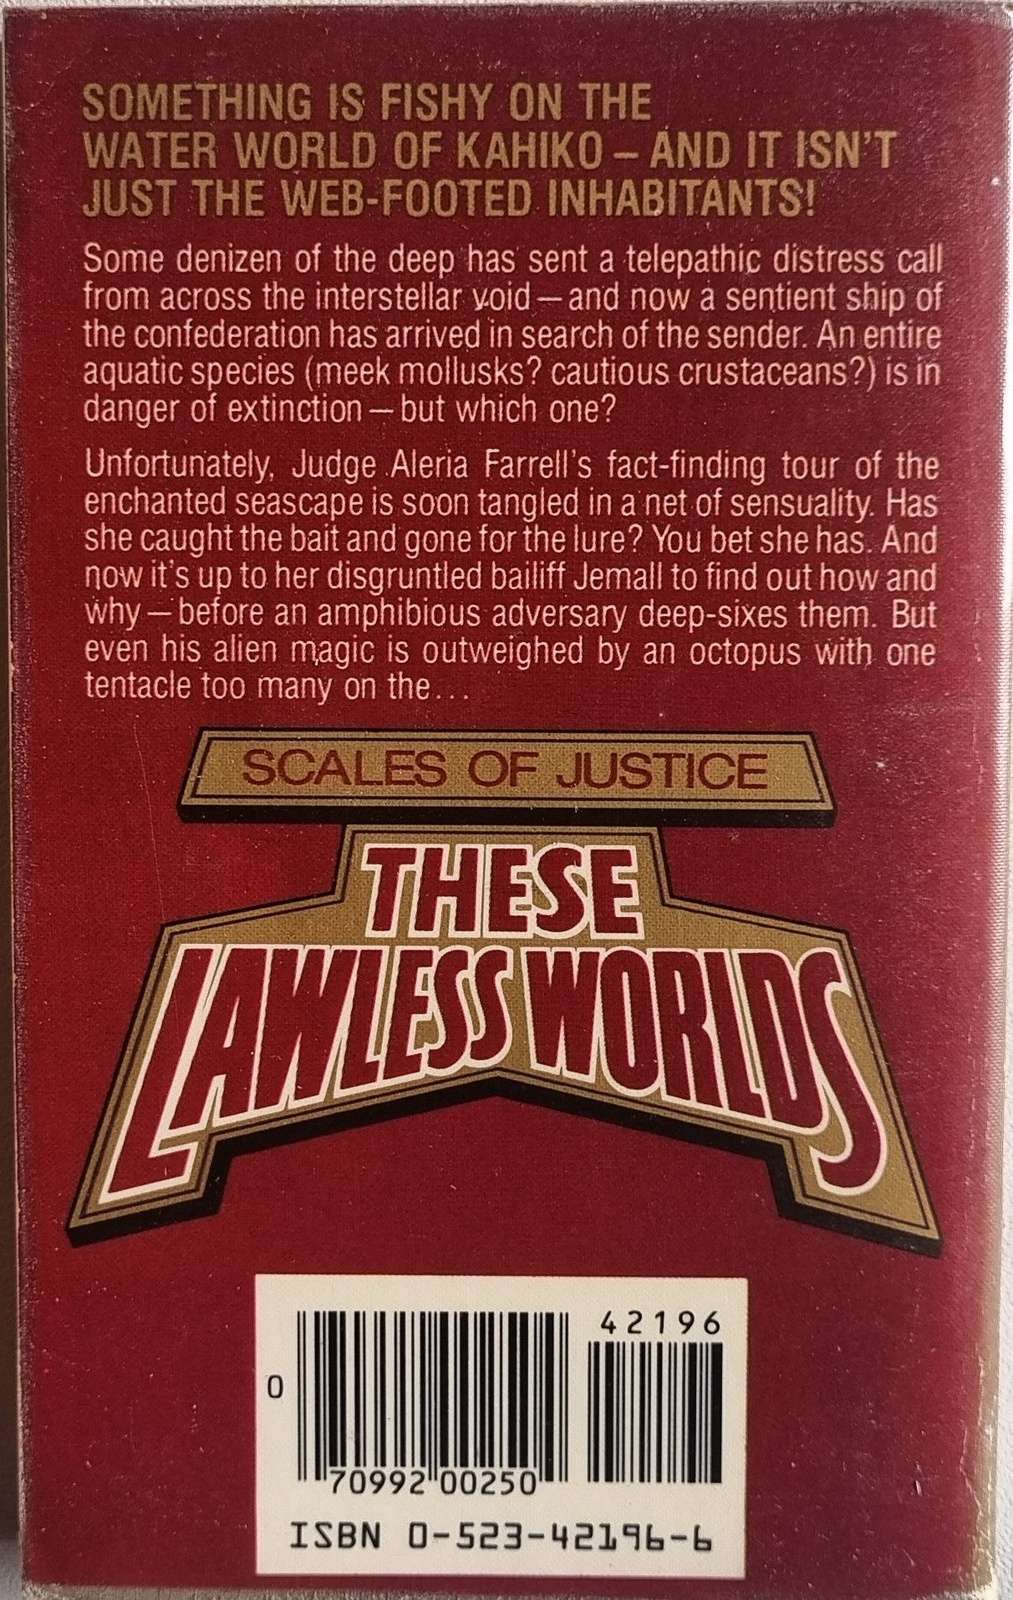 SOMETHING IS FISHY ON THE
WATER WORLD OF KAHIKO – AND IT ISN'T
JUST THE WEB-FOOTED INHABITANTS!
Some denizen of the deep has sent a telepathic distress call
from across the interstellar void — and now a sentient ship of
the confederation has arrived in search of the sender. An entire
aquatic species (meek mollusks? cautious crustaceans?) is in
danger of extinction — but which one?
Unfortunately, Judge Aleria Farrell's fact-finding tour of the
enchanted seascape is soon tangled in a net of sensuality. Has
she caught the bait and gone for the lure? You bet she has. And
now it's up to her disgruntled bailiff Jemall to find out how and
why — before an amphibious adversary deep-sixes them. But
even his alien magic is outweighed by an octopus with one
tentacle too many on the...
SCALES OF JUSTICE
THESE
LAWLESS WORLDS
42196
0
70992 00250
ISBN 0-523-42196-6